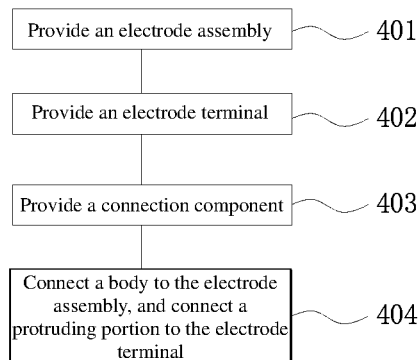 Provide an electrode assembly
401
Provide an electrode terminal
402
Provide a connection component
403
Connect a body to the electrode
assembly, and connect a
protruding portion to the electrode
terminal
404